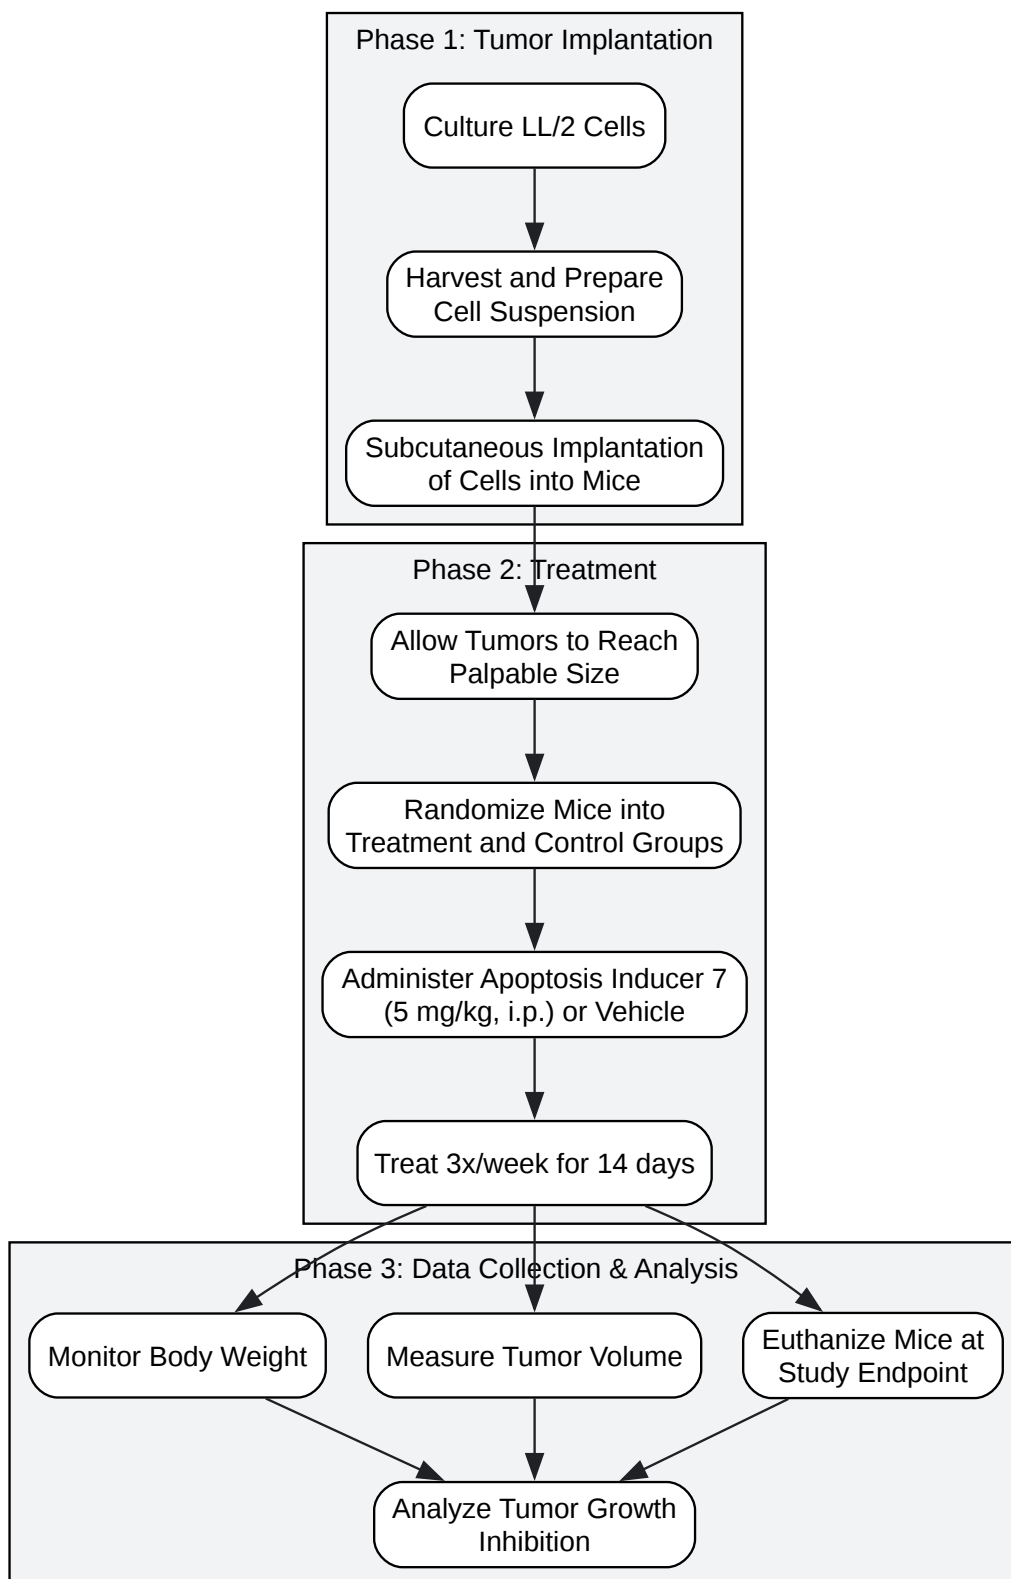 Phase 1: Tumor Implantation
Culture LL/2 Cells
Harvest and Prepare
Cell Suspension
Subcutaneous Implantation
of Cells into Mice
Phase 2: Treatment
Allow Tumors to Reach
Palpable Size
Randomize Mice into
Treatment and Control Groups
Administer Apoptosis Inducer 7
(5 mg/kg, i.p.) or Vehicle
Treat 3x/week for 14 days
Phase 3: Data Collection & Analysis
Monitor Body Weight
Measure Tumor Volume
Euthanize Mice at
Study Endpoint
Analyze Tumor Growth
Inhibition